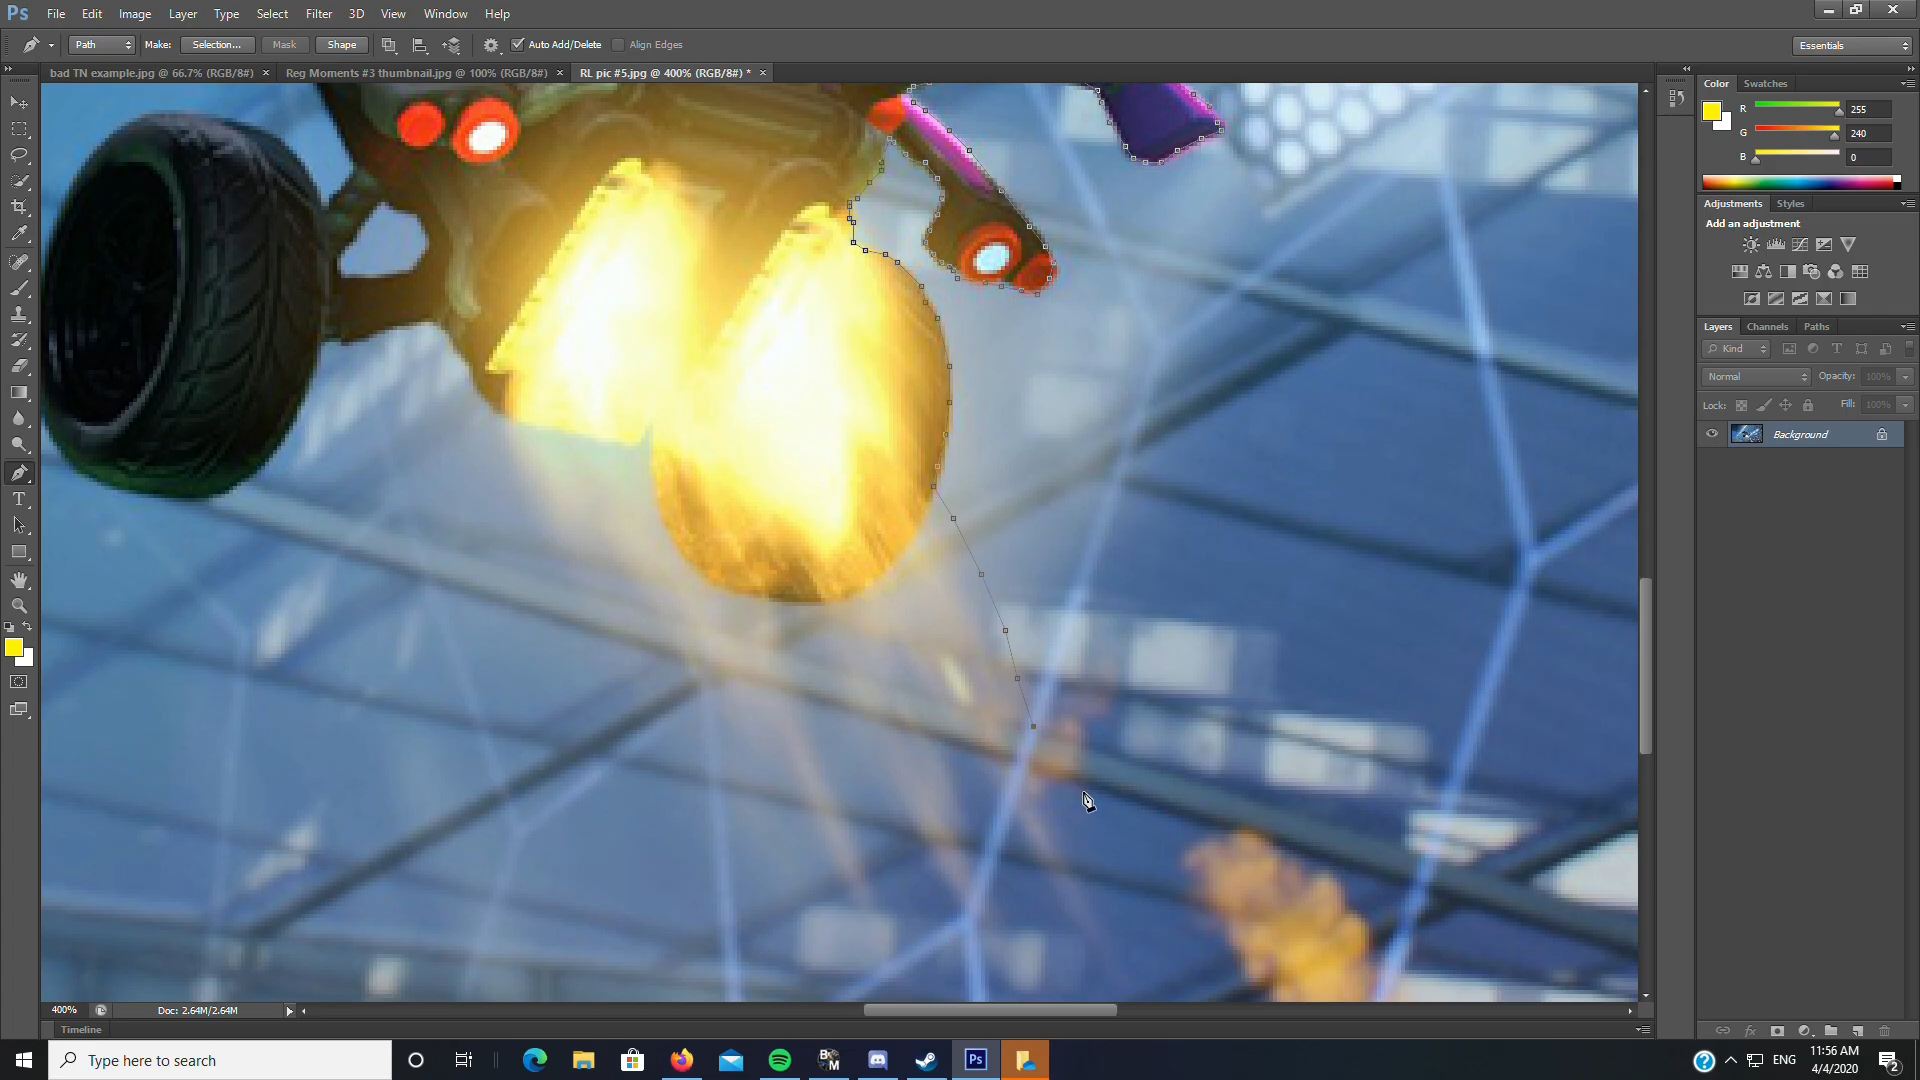 Ps File Edit Image Layer Type Select Filter 3D View Window Help
Path Make: Selection... Mask Shape Auto Add/Delete Align Edges Essentials
bad TN example.jpg @ 66.7% (RGB/8#) × Reg Moments #3 thumbnail.jpg @ 100% (RGB/8#) × RL pic #5.jpg @ 400% (RGB/8#) * ×
Color Swatches
R 255
G 240
B 0
Adjustments Styles
Add an adjustment
Layers Channels Paths
Kind T
Normal Opacity: 100%
Lock: Fill: 100%
Background
T
400% Doc: 2.64M/2.64M
Timeline
fx
Type here to search
B M
Ps
ENG
11:56 AM
4/4/2020
2